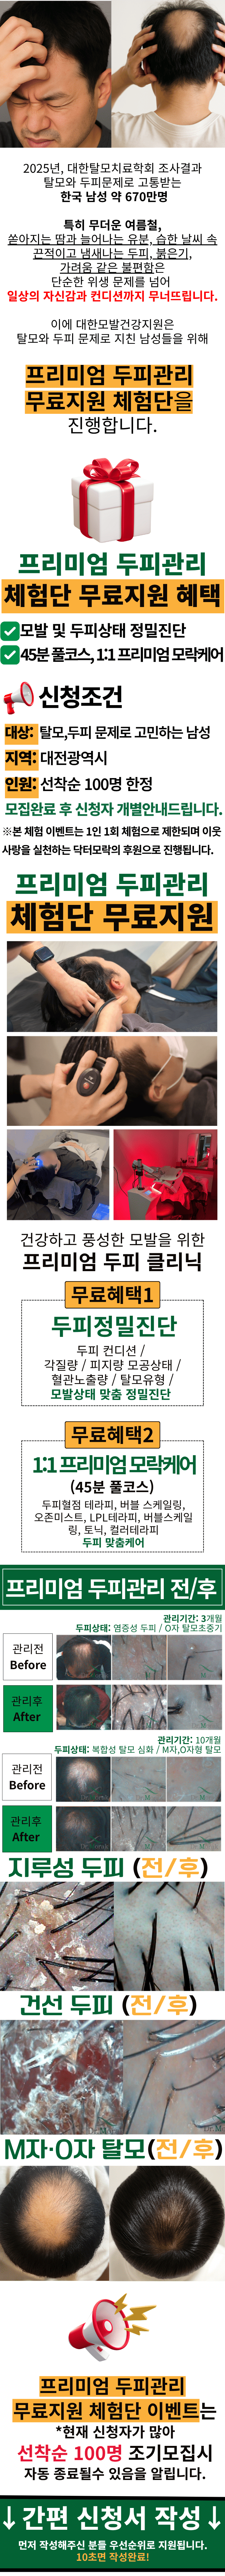 2025년, 대한탈모치료학회 조사결과
탈모와 두피문제로 고통받는
한국 남성 약 670만명
특히 무더운 여름철,
쏟아지는 땀과 늘어나는 유분, 습한 날씨 속
끈적이고 냄새나는 두피, 붉은기,
가려움 같은 불편함은
단순한 위생 문제를 넘어
일상의 자신감과 컨디션까지 무너뜨립니다.
이에 대한모발건강지원은
탈모와 두피 문제로 지친 남성들을 위해
프리미엄 두피관리
무료지원 체험단을
진행합니다.
프리미엄 두피관리
체험단 무료지원 혜택
모발 및 두피상태 정밀진단
45분 풀코스, 1:1 프리미엄 모락케어
신청조건
대상: 탈모,두피 문제로 고민하는 남성
지역: 대전광역시
인원: 선착순 100명 한정
모집완료 후 신청자 개별안내드립니다.
※본 체험 이벤트는 1인 1회 체험으로 제한되며 이웃
사랑을 실천하는 닥터모락의 후원으로 진행됩니다.
프리미엄 두피관리
체험단 무료지원
건강하고 풍성한 모발을 위한
프리미엄 두피 클리닉
무료혜택1
두피정밀진단
두피 컨디션 /
각질량 / 피지량 모공상태 /
혈관노출량 / 탈모유형 /
모발상태 맞춤 정밀진단
무료혜택2
1:1 프리미엄 모락케어
(45분 풀코스)
두피혈점 테라피, 버블 스케일링,
오존미스트, LPL테라피, 버블스케일
링, 토닉, 컬러테라피
두피 맞춤케어
프리미엄 두피관리 전/후
관리기간: 3개월
두피상태: 염증성 두피 / O자 탈모초중기
관리전
Before
관리후
After
관리기간: 10개월
두피상태: 복합성 탈모 심화 / M자,O자형 탈모
관리전
Before
관리후
After
지루성 두피 (전/후)
건선 두피 (전/후)
M자·O자 탈모(전/후)
프리미엄 두피관리
무료지원 체험단 이벤트는
*현재 신청자가 많아
선착순 100명 조기모집시
자동 종료될수 있음을 알립니다.
↓간편 신청서 작성↓
먼저 작성해주신 분들 우선순위로 지원됩니다.
10초면 작성완료!